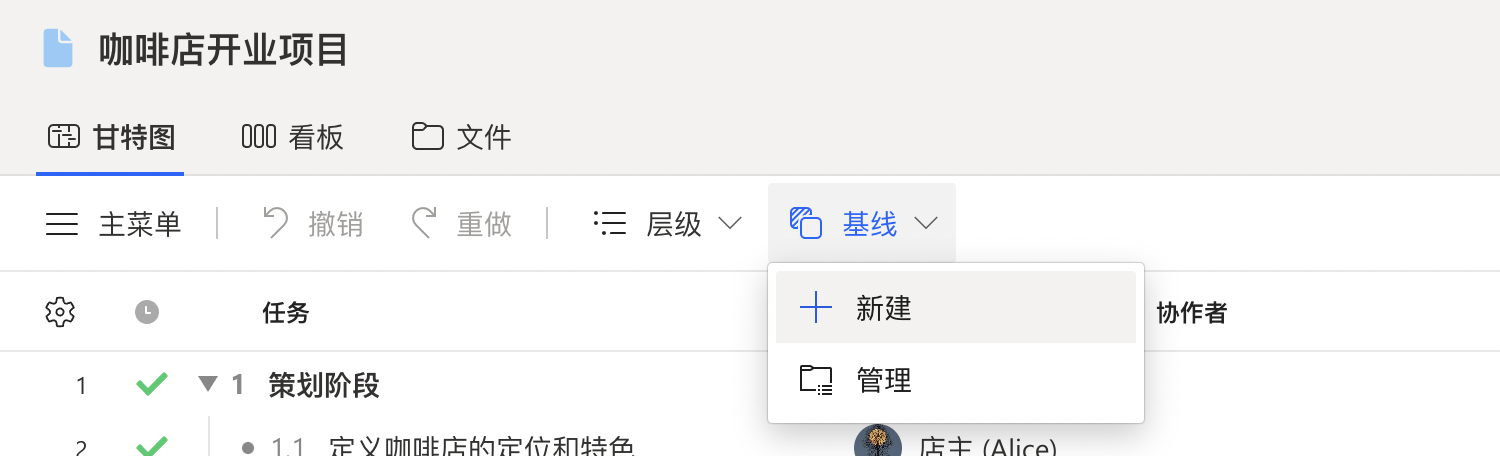 咖啡店开业项目
甘特图 看板 文件
主菜单 撤销 重做 层级 基线
新建
管理
任务 协作者
1 1 策划阶段
2 1.1 定义咖啡店的定位和特色 店主 (Alice)